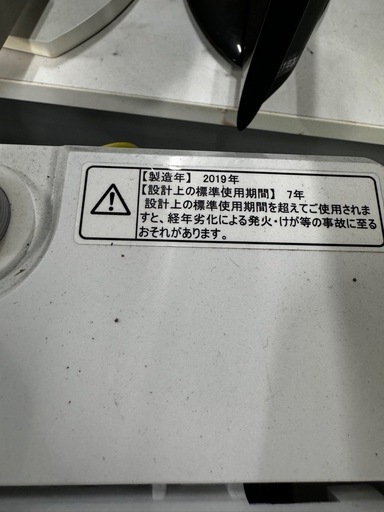 【製造年】 2019年
【設計上の標準使用期間】 7年
設計上の標準使用期間を超えてご使用されま
すと、経年劣化による発火・けが等の事故に至る
おそれがあります。